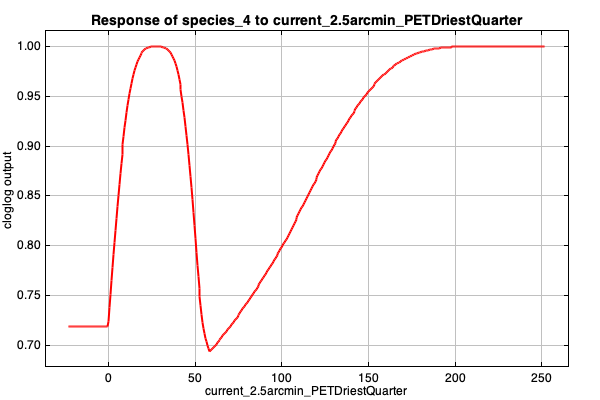 Response of species_4 to current_2.5arcmin_PETDriestQuarter
1.00
0.95
0.90
0.85
0.80
0.75
0.70
cloglog output
0 50 100 150 200 250
current_2.5arcmin_PETDriestQuarter